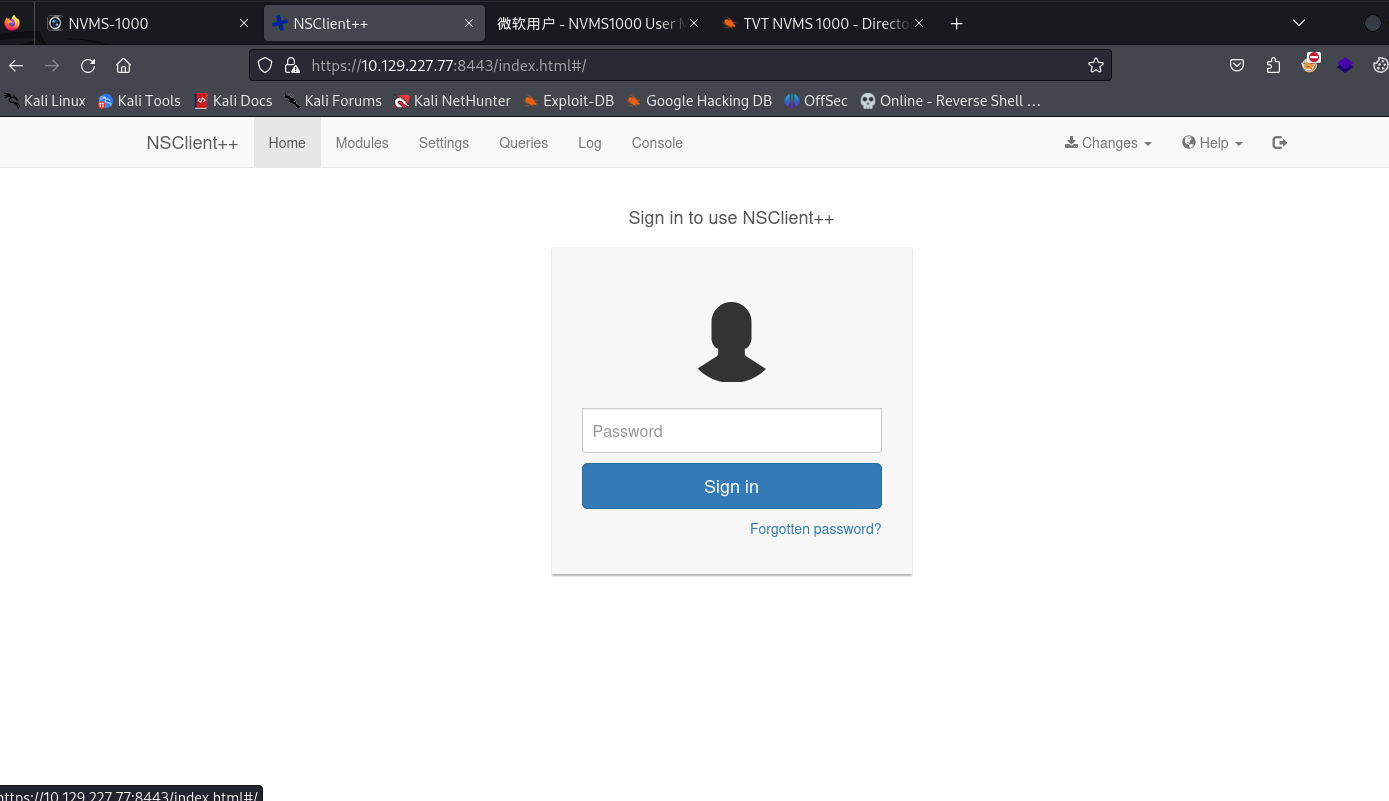 NVMS-1000
NSClient++
微软用户 - NVMS1000 User M
TVT NVMS 1000 - Directo
https://10.129.227.77:8443/index.html#/
Kali Linux
Kali Tools
Kali Docs
Kali Forums
Kali NetHunter
Exploit-DB
Google Hacking DB
OffSec
Online - Reverse Shell …
NSClient++
Home
Modules
Settings
Queries
Log
Console
Changes
Help
Sign in to use NSClient++
Password
Sign in
Forgotten password?
https://10.129.227.77:8443/index.html#/